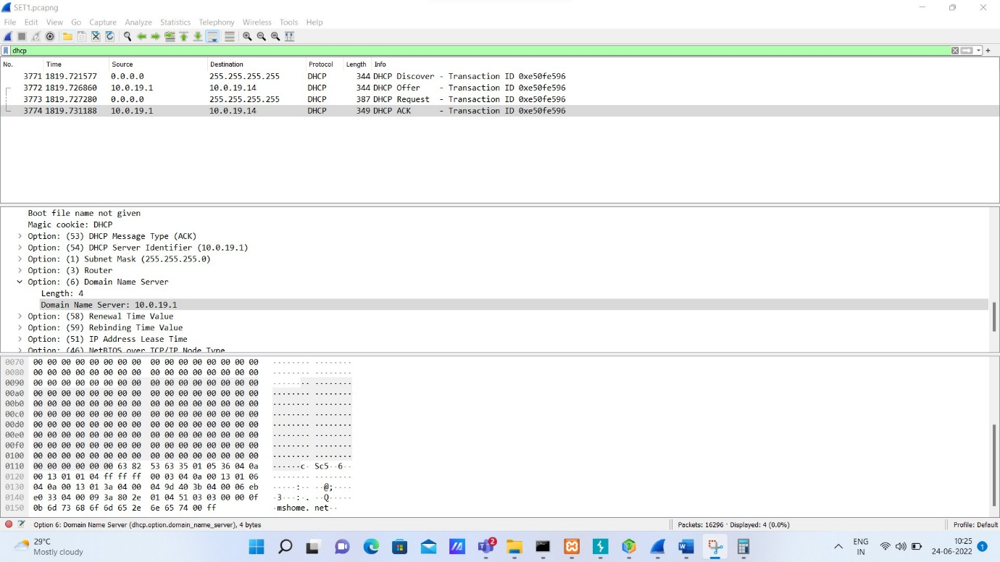 SET1.pcapng
File Edit View Go Capture Analyze Statistics Telephony Wireless Tools Help
dhcp
No. Time Source Destination Protocol Length Info
3771 1819.721577 0.0.0.0 255.255.255.255 DHCP 344 DHCP Discover - Transaction ID 0xe50fe596
3772 1819.726860 10.0.19.1 10.0.19.14 DHCP 344 DHCP Offer - Transaction ID 0xe50fe596
3773 1819.727280 0.0.0.0 255.255.255.255 DHCP 387 DHCP Request - Transaction ID 0xe50fe596
3774 1819.731188 10.0.19.1 10.0.19.14 DHCP 349 DHCP ACK - Transaction ID 0xe50fe596
Boot file name not given
Magic cookie: DHCP
> Option: (53) DHCP Message Type (ACK)
> Option: (54) DHCP Server Identifier (10.0.19.1)
> Option: (1) Subnet Mask (255.255.255.0)
> Option: (3) Router
Option: (6) Domain Name Server
Length: 4
Domain Name Server: 10.0.19.1
> Option: (58) Renewal Time Value
> Option: (59) Rebinding Time Value
> Option: (51) IP Address Lease Time
> Option: (46) NetBIOS over TCP/IP Node Type
0070 00 00 00 00 00 00 00 00 00 00 00 00 00 00 00 00 ········ ········
0080 00 00 00 00 00 00 00 00 00 00 00 00 00 00 00 00 ········ ········
0090 00 00 00 00 00 00 00 00 00 00 00 00 00 00 00 00 ········ ········
00a0 00 00 00 00 00 00 00 00 00 00 00 00 00 00 00 00 ········ ········
00b0 00 00 00 00 00 00 00 00 00 00 00 00 00 00 00 00 ········ ········
00c0 00 00 00 00 00 00 00 00 00 00 00 00 00 00 00 00 ········ ········
00d0 00 00 00 00 00 00 00 00 00 00 00 00 00 00 00 00 ········ ········
00e0 00 00 00 00 00 00 00 00 00 00 00 00 00 00 00 00 ········ ········
00f0 00 00 00 00 00 00 00 00 00 00 00 00 00 00 00 00 ········ ········
0100 00 00 00 00 00 00 00 00 00 00 00 00 00 00 00 00 ········ ········
0110 00 00 00 00 00 00 63 82 53 63 35 01 05 36 04 0a ······c· Sc5··6··
0120 00 13 01 01 04 ff ff ff 00 03 04 0a 00 13 01 06 ········ ········
0130 04 0a 00 13 01 3a 04 00 04 9d 40 3b 04 00 06 eb ·····:·· ··@;····
0140 e0 33 04 00 09 3a 80 2e 01 04 51 03 03 00 00 0f ·3···:·. ··Q·····
0150 0b 6d 73 68 6f 6d 65 2e 6e 65 74 00 ff ·mshome. net··
Option 6: Domain Name Server (dhcp.option.domain_name_server), 4 bytes
Packets: 16296 · Displayed: 4 (0.0%)
Profile: Default
29°C
Mostly cloudy
2
ENG
IN
10:25
24-06-2022
1